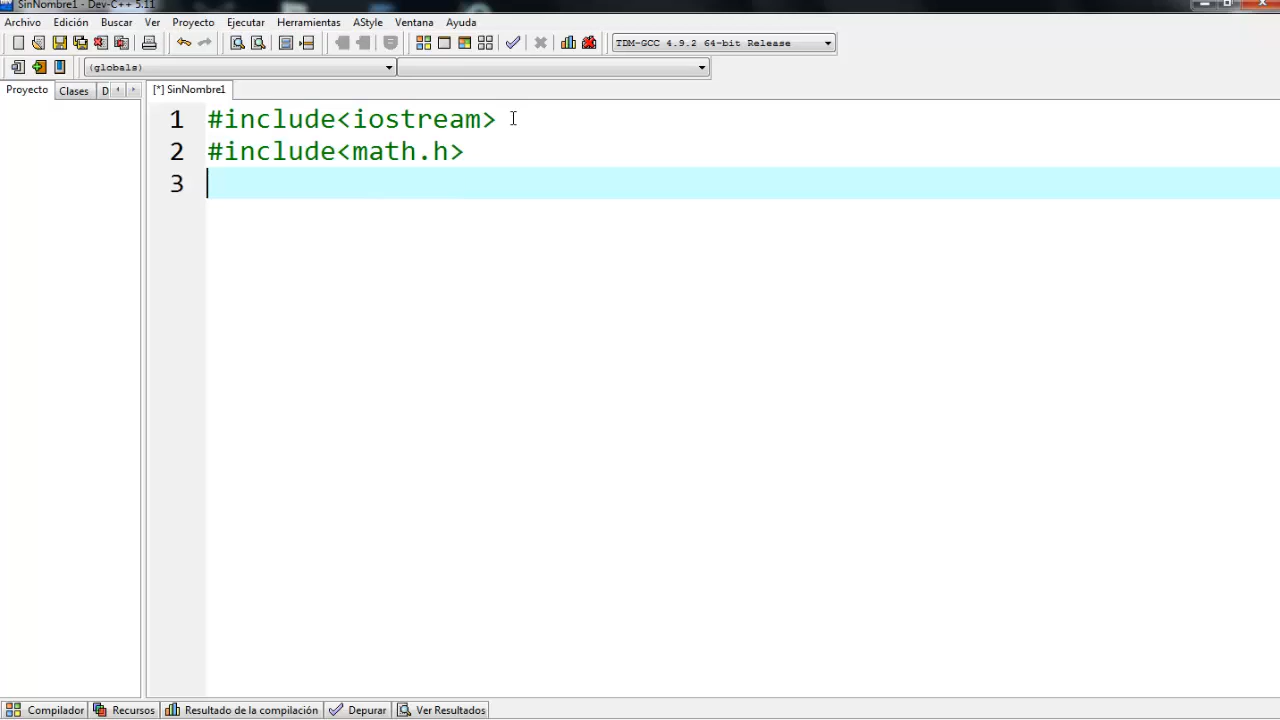 SinNombre1 - Dev-C++ 5.11
Archivo Edición Buscar Ver Proyecto Ejecutar Herramientas AStyle Ventana Ayuda
TDM-GCC 4.9.2 64-bit Release
(globals)
Proyecto Clases D [*] SinNombre1
1 #include<iostream>
2 #include<math.h>
3
Compilador Recursos Resultado de la compilación Depurar Ver Resultados